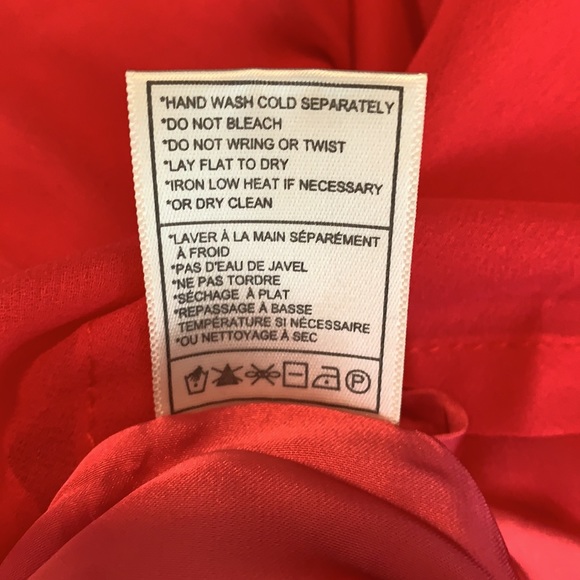 *HAND WASH COLD SEPARATELY
*DO NOT BLEACH
*DO NOT WRING OR TWIST
*LAY FLAT TO DRY
*IRON LOW HEAT IF NECESSARY
*OR DRY CLEAN
*LAVER À LA MAIN SÉPARÉMENT
À FROID
*PAS D'EAU DE JAVEL
*NE PAS TORDRE
*SÉCHAGE À PLAT
*REPASSAGE À BASSE
TEMPÉRATURE SI NÉCESSAIRE
*OU NETTOYAGE À SEC
P